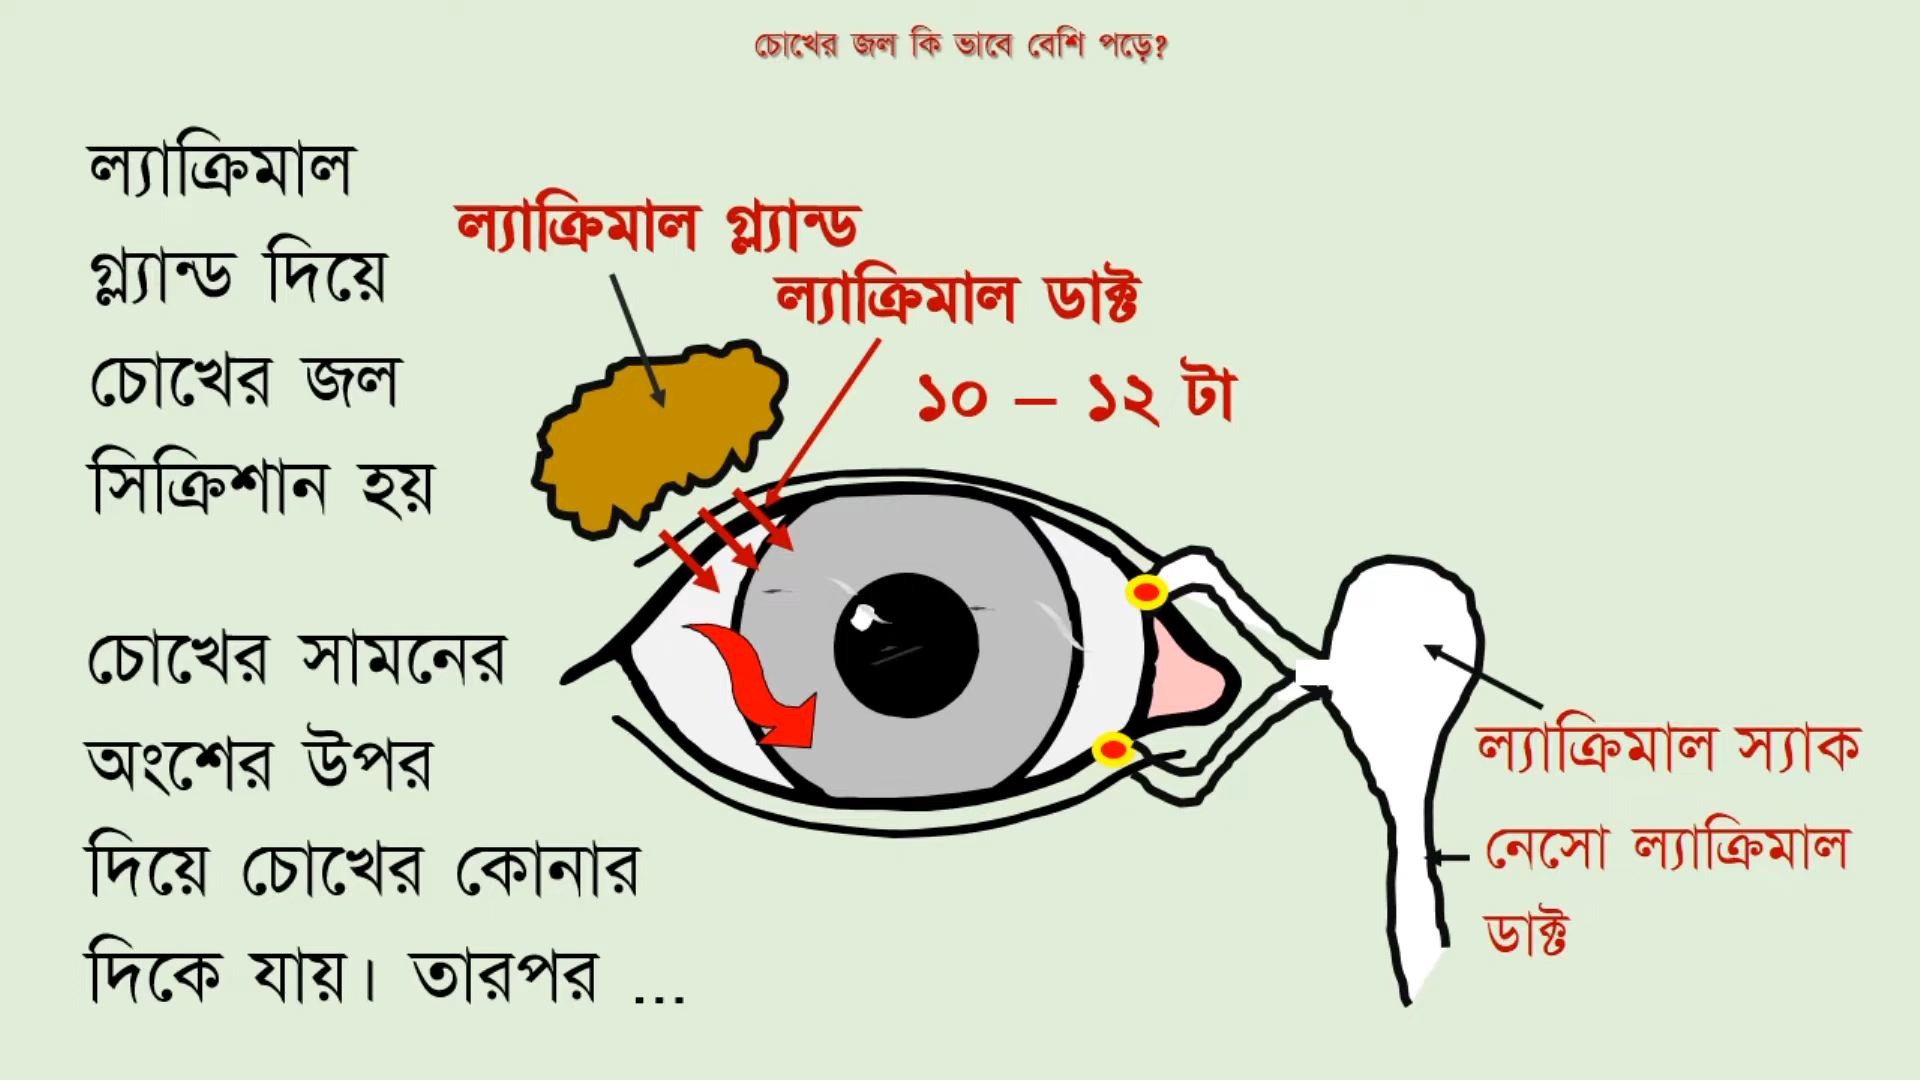 চোখের জল কি ভাবে বেশি পড়ে?
ল্যাক্রিমাল
গ্ল্যান্ড দিয়ে
চোখের জল
সিক্রিশান হয়
চোখের সামনের
অংশের উপর
দিয়ে চোখের কোনার
দিকে যায়। তারপর ...
ল্যাক্রিমাল গ্ল্যান্ড
ল্যাক্রিমাল ডাক্ট
১০ – ১২ টা
ল্যাক্রিমাল স্যাক
নেসো ল্যাক্রিমাল
ডাক্ট